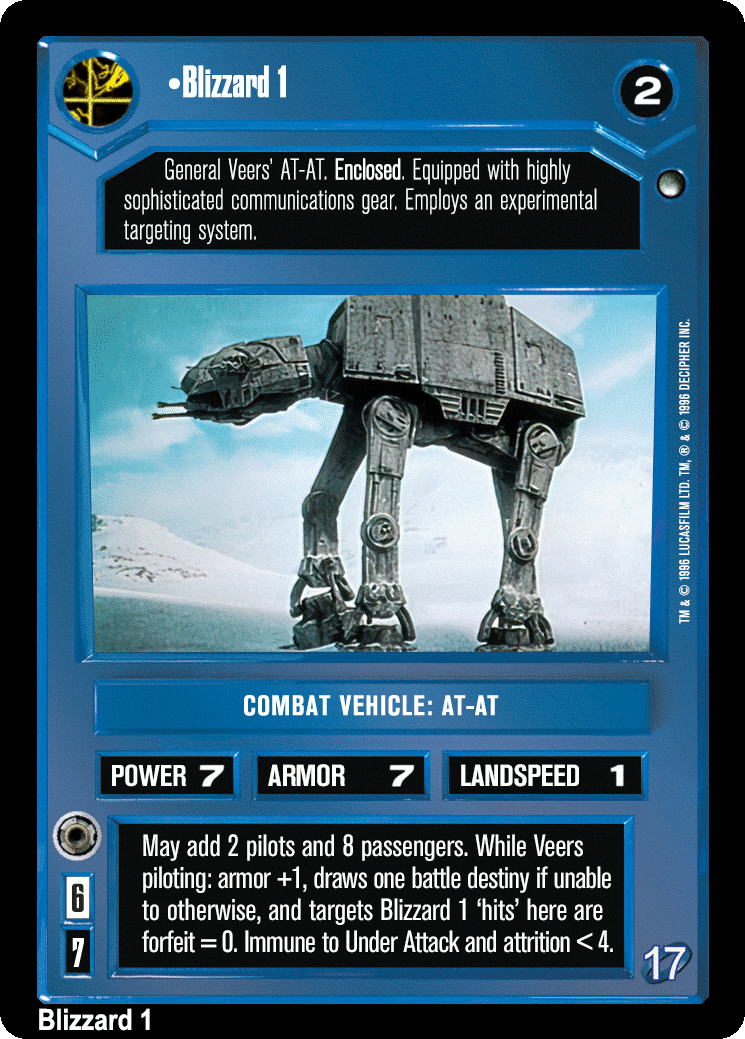 •Blizzard 1
2
General Veers' AT-AT. Enclosed. Equipped with highly
sophisticated communications gear. Employs an experimental
targeting system.
TM & © 1996 LUCASFILM LTD. TM, ® & © 1996 DECIPHER INC.
COMBAT VEHICLE: AT-AT
POWER 7 ARMOR 7 LANDSPEED 1
May add 2 pilots and 8 passengers. While Veers
piloting: armor +1, draws one battle destiny if unable
to otherwise, and targets Blizzard 1 ‘hits’ here are
forfeit = 0. Immune to Under Attack and attrition < 4.
6
7
17
Blizzard 1